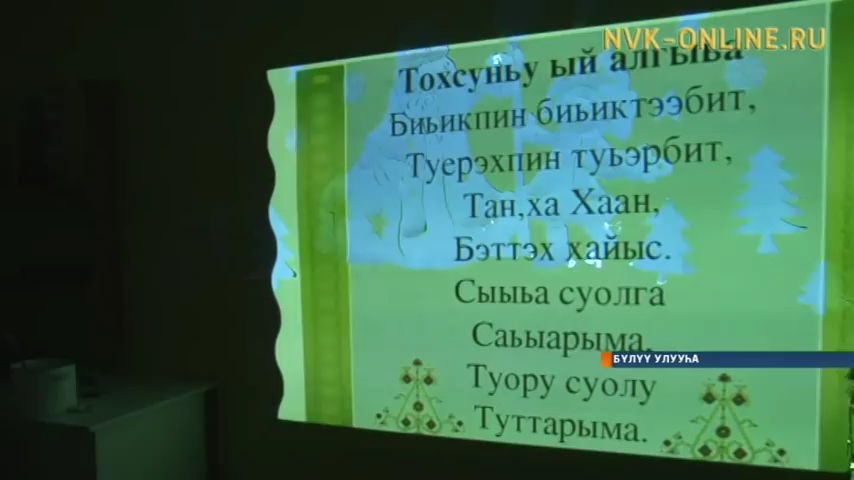 NVK-ONLINE.RU
Тохсуньу ый алгыьа
Биьикпин биьиктээбит,
Туерэхпин туьэрбит,
Тан,ха Хаан,
Бэттэх хайыс.
Сыыьа суолга
Саьыарыма,
БҮЛҮҮ УЛУУҺА
Туору суолу
Туттарыма.